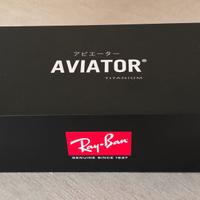 アビエーター
AVIATOR®
TITANIUM
Ray-Ban
GENUINE SINCE 1937